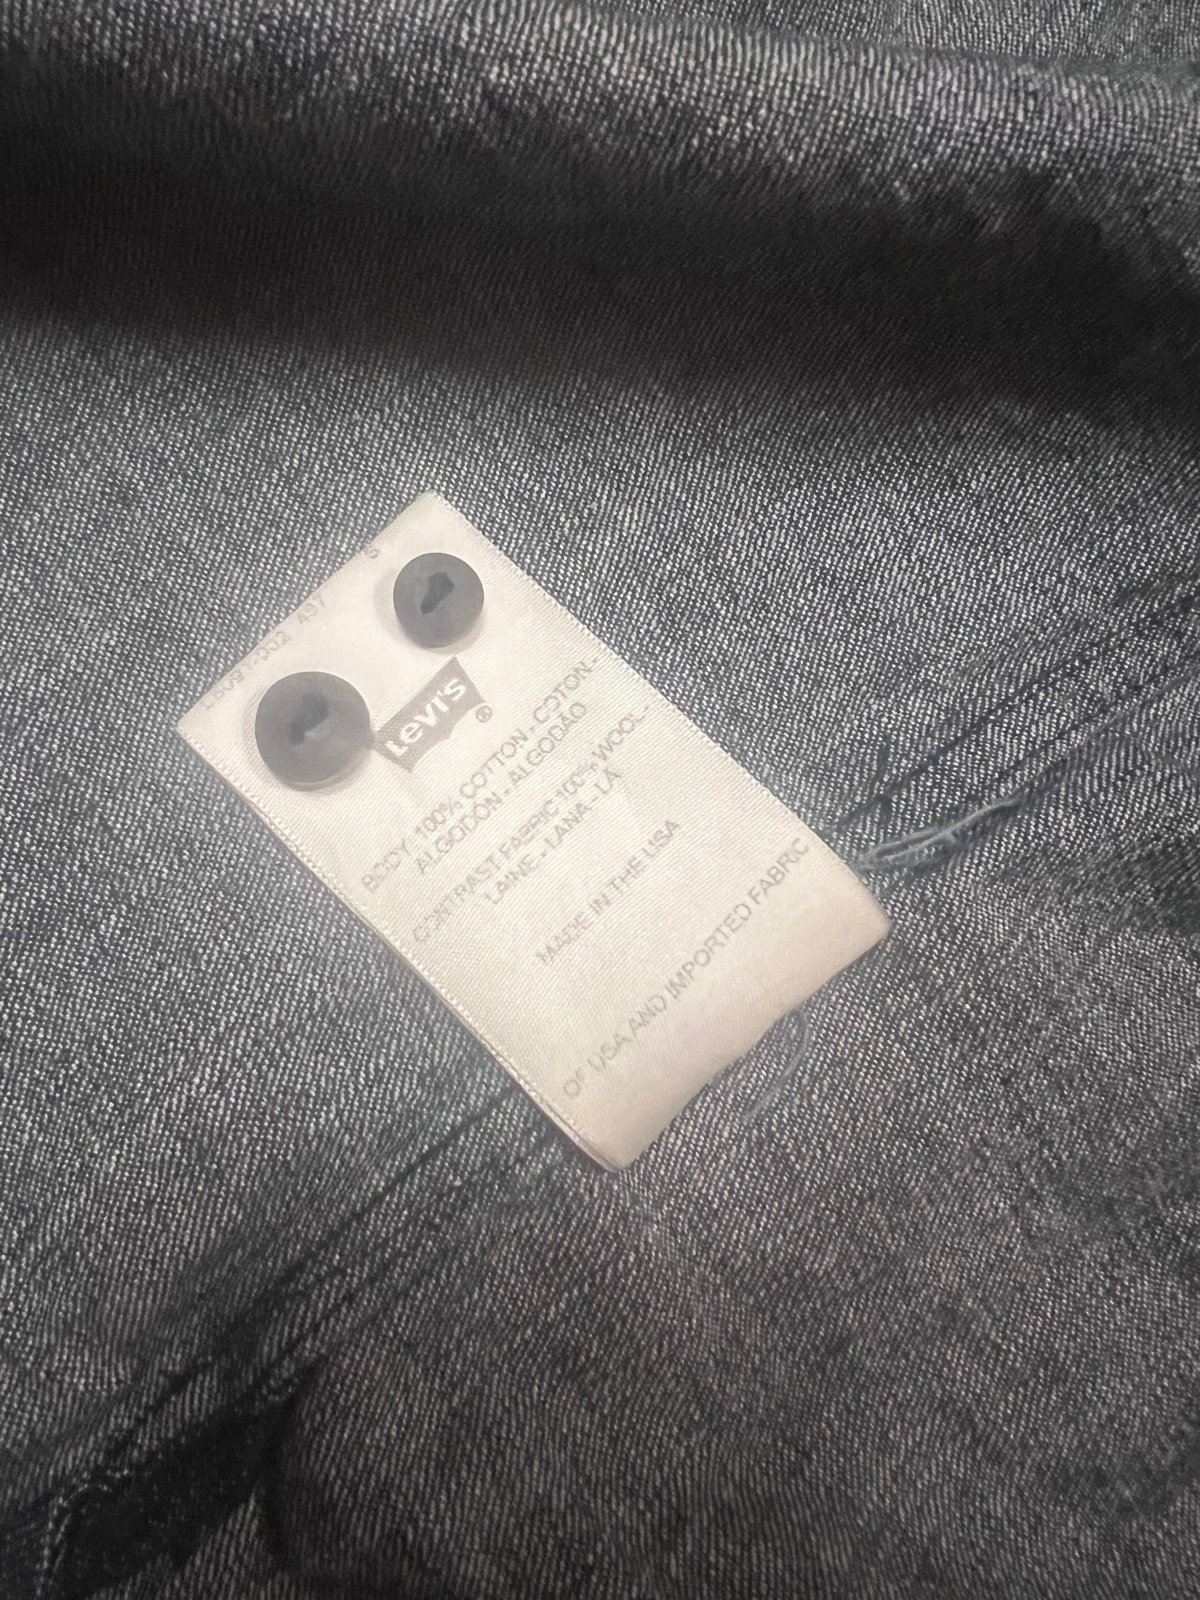 S
Levi's®
BODY 100% COTTON - COTON -
ALGODÓN - ALGODÃO
CONTRAST FABRIC 100% WOOL -
LAINE - LANA - LÃ
MADE IN THE USA
OF USA AND IMPORTED FABRIC